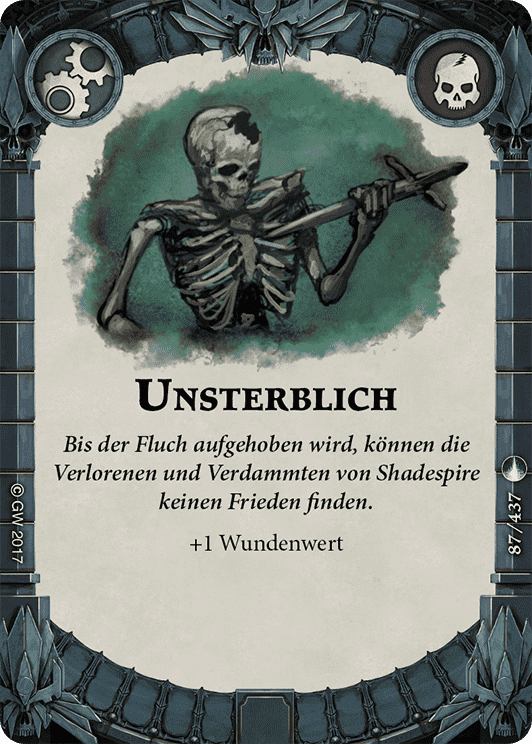 Unsterblich
Bis der Fluch aufgehoben wird, können die
Verlorenen und Verdammten von Shadespire
keinen Frieden finden.
+1 Wundenwert
© GW 2017
87/437